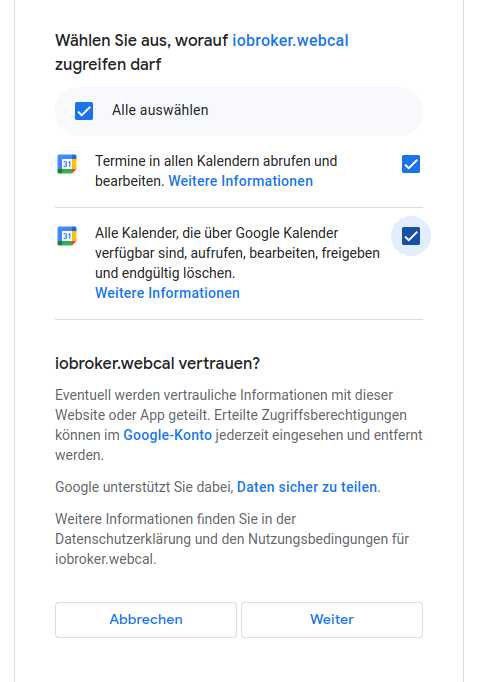 Wählen Sie aus, worauf iobroker.webcal
zugreifen darf
Alle auswählen
31
Termine in allen Kalendern abrufen und
bearbeiten. Weitere Informationen
31
Alle Kalender, die über Google Kalender
verfügbar sind, aufrufen, bearbeiten, freigeben
und endgültig löschen.
Weitere Informationen
iobroker.webcal vertrauen?
Eventuell werden vertrauliche Informationen mit dieser
Website oder App geteilt. Erteilte Zugriffsberechtigungen
können im Google-Konto jederzeit eingesehen und entfernt
werden.
Google unterstützt Sie dabei, Daten sicher zu teilen.
Weitere Informationen finden Sie in der
Datenschutzerklärung und den Nutzungsbedingungen für
iobroker.webcal.
Abbrechen
Weiter